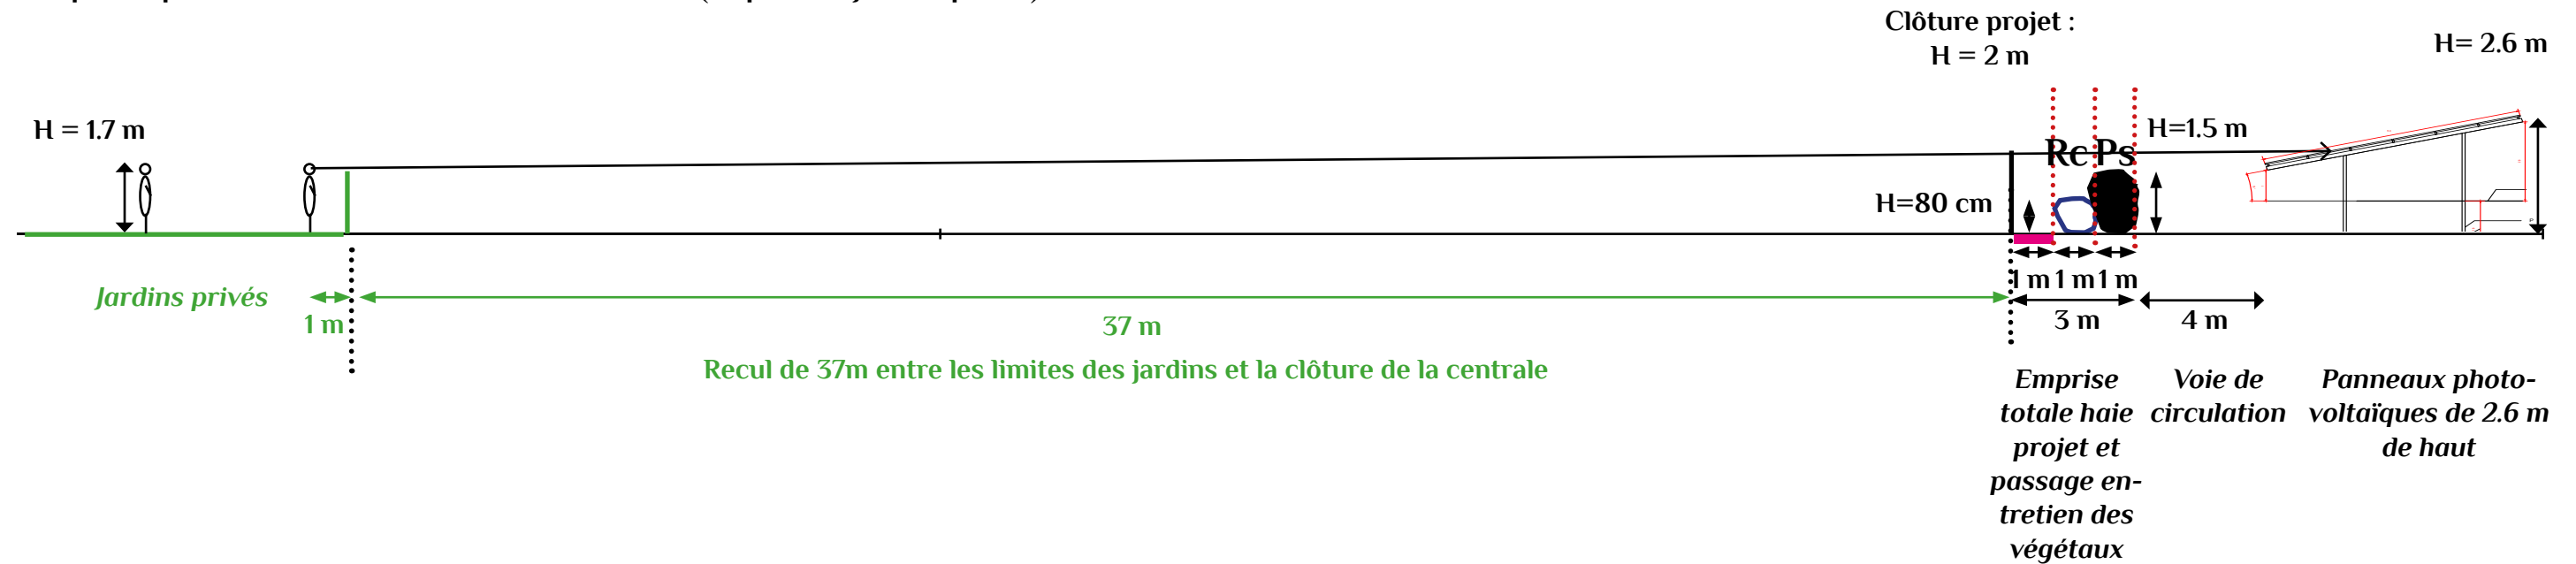 Clôture projet :
H = 2 m
H= 2.6 m
H = 1.7 m
Rc Ps
H=1.5 m
H=80 cm
1 m 1 m 1 m
Jardins privés
1 m
37 m
3 m
4 m
Recul de 37m entre les limites des jardins et la clôture de la centrale
Emprise
totale haie
projet et
passage en-
tretien des
végétaux
Voie de
circulation
Panneaux photo-
voltaïques de 2.6 m
de haut